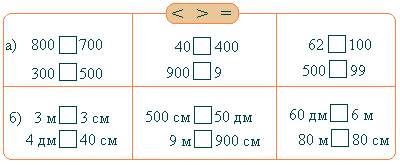 < > =
а) 800 □ 700 40 □ 400 62 □ 100
300 □ 500 900 □ 9 500 □ 99
б) 3 м □ 3 см 500 см □ 50 дм 60 дм □ 6 м
4 дм □ 40 см 9 м □ 900 см 80 м □ 80 см